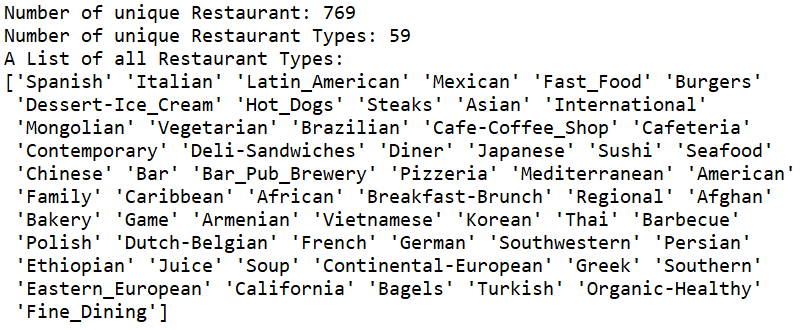 Number of unique Restaurant: 769
Number of unique Restaurant Types: 59
A List of all Restaurant Types:
['Spanish' 'Italian' 'Latin_American' 'Mexican' 'Fast_Food' 'Burgers'
 'Dessert-Ice_Cream' 'Hot_Dogs' 'Steaks' 'Asian' 'International'
 'Mongolian' 'Vegetarian' 'Brazilian' 'Cafe-Coffee_Shop' 'Cafeteria'
 'Contemporary' 'Deli-Sandwiches' 'Diner' 'Japanese' 'Sushi' 'Seafood'
 'Chinese' 'Bar' 'Bar_Pub_Brewery' 'Pizzeria' 'Mediterranean' 'American'
 'Family' 'Caribbean' 'African' 'Breakfast-Brunch' 'Regional' 'Afghan'
 'Bakery' 'Game' 'Armenian' 'Vietnamese' 'Korean' 'Thai' 'Barbecue'
 'Polish' 'Dutch-Belgian' 'French' 'German' 'Southwestern' 'Persian'
 'Ethiopian' 'Juice' 'Soup' 'Continental-European' 'Greek' 'Southern'
 'Eastern_European' 'California' 'Bagels' 'Turkish' 'Organic-Healthy'
 'Fine_Dining']